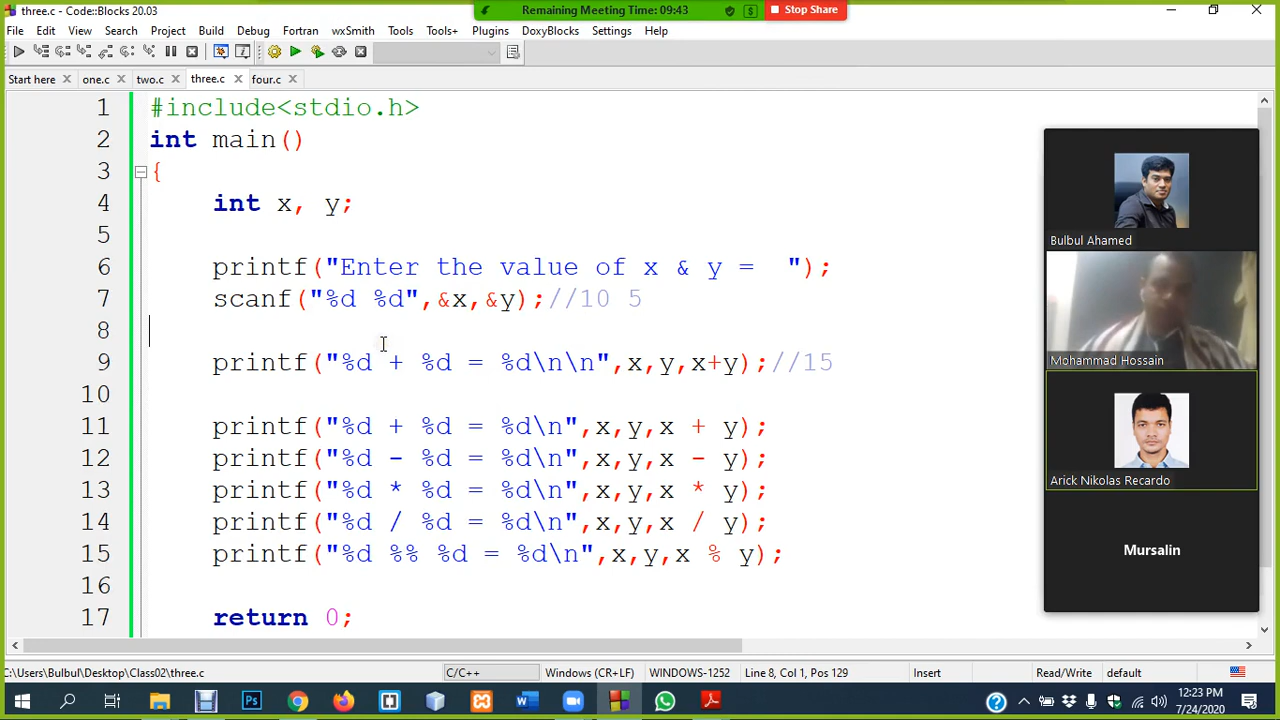 three.c - Code::Blocks 20.03
Remaining Meeting Time: 09:43
Stop Share
File Edit View Search Project Build Debug Fortran wxSmith Tools Tools+ Plugins DoxyBlocks Settings Help
Start here one.c two.c three.c four.c
1 #include<stdio.h>
2 int main()
3 {
4 int x, y;
5
6 printf("Enter the value of x & y =  ");
7 scanf("%d %d",&x,&y);//10 5
8
9 printf("%d + %d = %d\n\n",x,y,x+y);//15
10
11 printf("%d + %d = %d\n",x,y,x + y);
12 printf("%d - %d = %d\n",x,y,x - y);
13 printf("%d * %d = %d\n",x,y,x * y);
14 printf("%d / %d = %d\n",x,y,x / y);
15 printf("%d %% %d = %d\n",x,y,x % y);
16
17 return 0;
Bulbul Ahamed
Mohammad Hossain
Arick Nikolas Recardo
Mursalin
C:\Users\Bulbul\Desktop\Class02\three.c C/C++ Windows (CR+LF) WINDOWS-1252 Line 8, Col 1, Pos 129 Insert Read/Write default
12:23 PM
7/24/2020